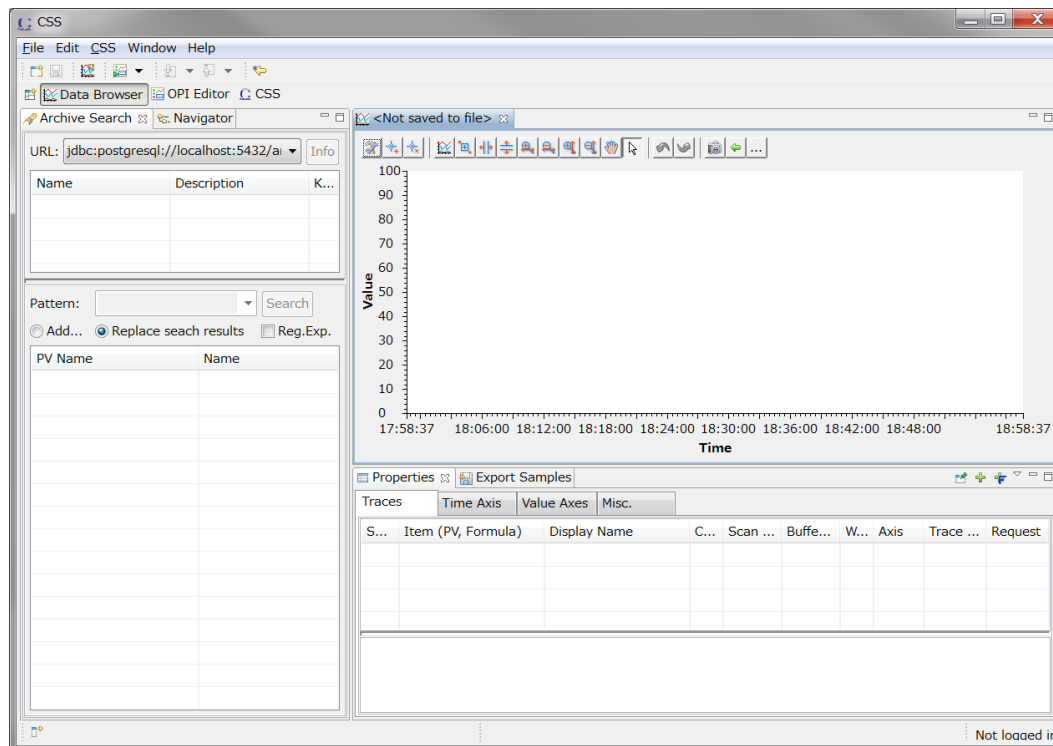 CSS
File Edit CSS Window Help
Data Browser OPI Editor CSS
Archive Search Navigator
URL: jdbc:postgresql://localhost:5432/ar Info
Name Description K...
Pattern: Search
Add... Replace seach results Reg.Exp.
PV Name Name
<Not saved to file>
...
100
90
80
70
60
50
40
30
20
10
0
Value
17:58:37 18:06:00 18:12:00 18:18:00 18:24:00 18:30:00 18:36:00 18:42:00 18:48:00 18:58:37
Time
Properties Export Samples
Traces Time Axis Value Axes Misc.
S... Item (PV, Formula) Display Name C... Scan ... Buffe... W... Axis Trace ... Request
Not logged in